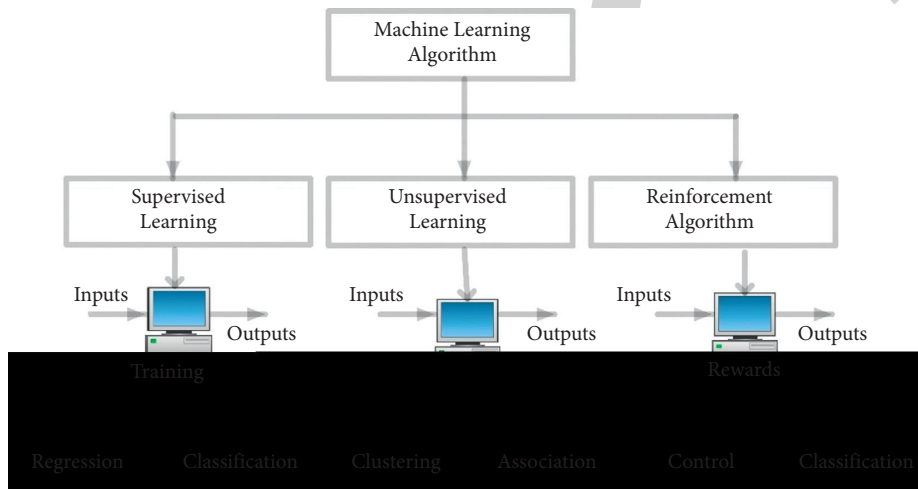 Machine Learning
Algorithm
Supervised
Learning
Unsupervised
Learning
Reinforcement
Algorithm
Inputs
Outputs
Inputs
Outputs
Inputs
Outputs
Training
Rewards
Regression
Classification
Clustering
Association
Control
Classification